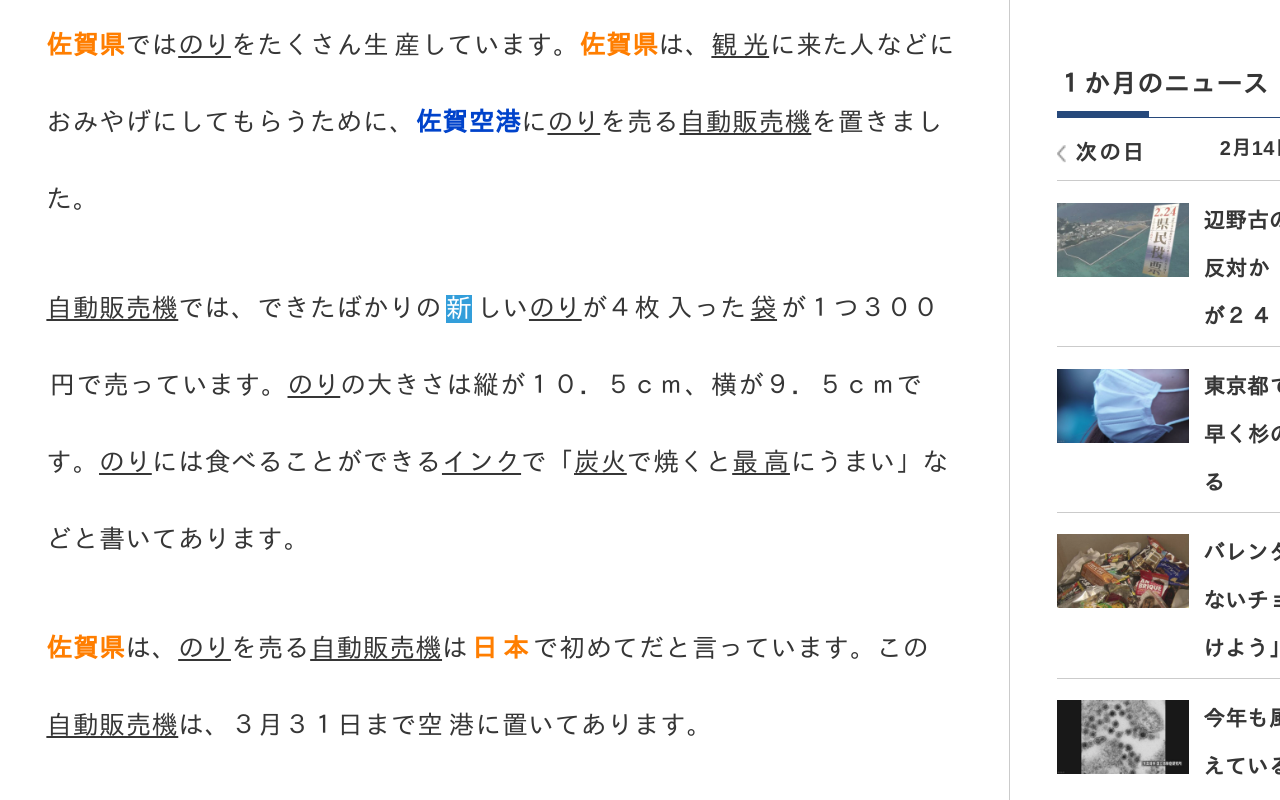 佐賀県ではのりをたくさん生産しています。佐賀県は、観光に来た人などに
おみやげにしてもらうために、佐賀空港にのりを売る自動販売機を置きまし
た。
自動販売機では、できたばかりの新しいのりが４枚入った袋が１つ３００
円で売っています。のりの大きさは縦が１０．５ｃｍ、横が９．５ｃｍで
す。のりには食べることができるインクで「炭火で焼くと最高にうまい」な
どと書いてあります。
佐賀県は、のりを売る自動販売機は日本で初めてだと言っています。この
自動販売機は、３月３１日まで空港に置いてあります。
１か月のニュース
次の日
2月14
2.24
県民投票
辺野古の
反対か
が２４
東京都で
早く杉の
る
バレンタ
ないチョ
けよう」
今年も風
えている